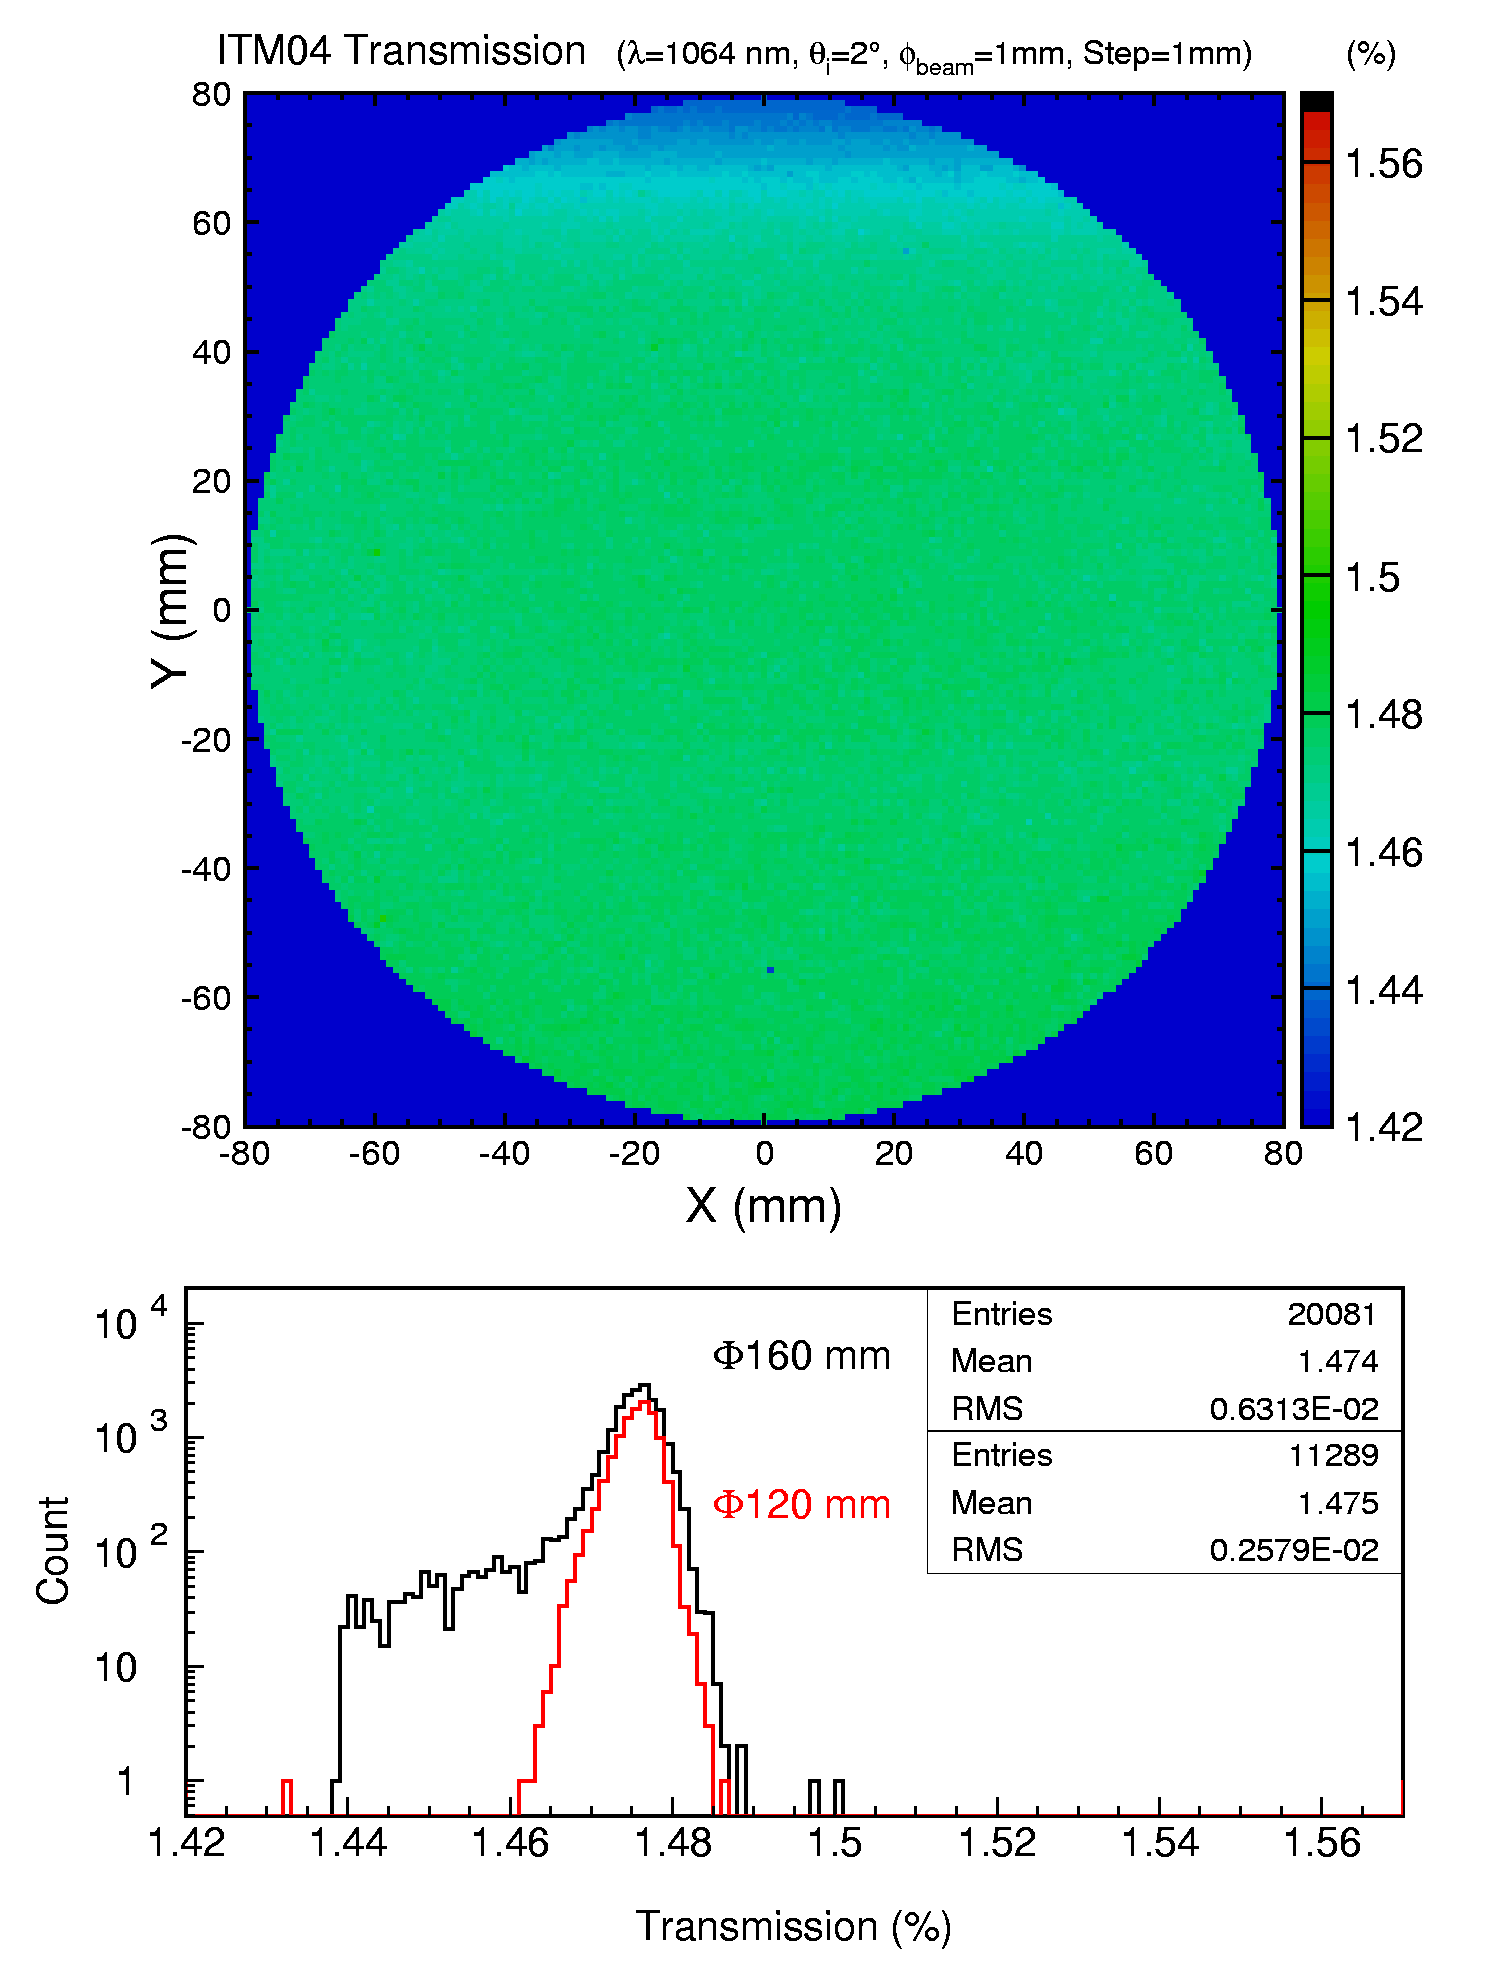 ITM04 Transmission (λ=1064 nm, θi=2°, ϕbeam=1mm, Step=1mm) (%)
80
60
40
20
0
-20
-40
-60
-80
Y (mm)
-80 -60 -40 -20 0 20 40 60 80
X (mm)
1.56
1.54
1.52
1.5
1.48
1.46
1.44
1.42
10^4
10^3
10^2
10
1
Count
Φ160 mm
Φ120 mm
Entries 20081
Mean 1.474
RMS 0.6313E-02
Entries 11289
Mean 1.475
RMS 0.2579E-02
1.42 1.44 1.46 1.48 1.5 1.52 1.54 1.56
Transmission (%)